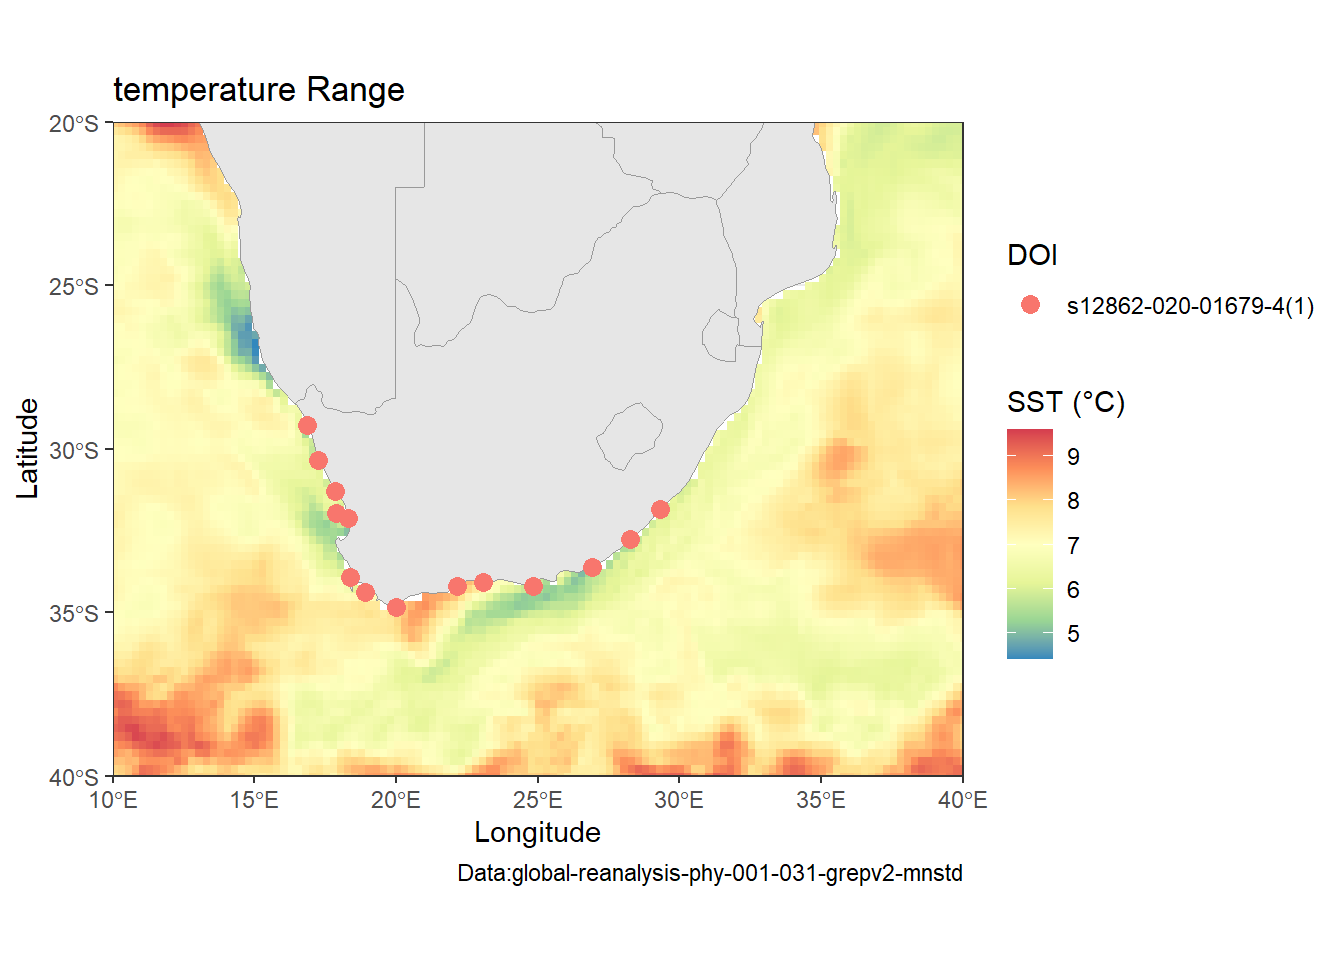 temperature Range
20°S
25°S
30°S
35°S
40°S
Latitude
10°E
15°E
20°E
25°E
30°E
35°E
40°E
Longitude
Data:global-reanalysis-phy-001-031-grepv2-mnstd
DOI
s12862-020-01679-4(1)
SST (°C)
9
8
7
6
5